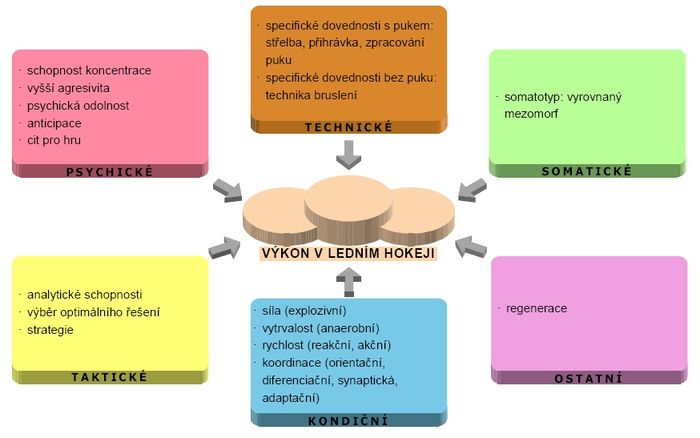 · schopnost koncentrace
· vyšší agresivita
· psychická odolnost
· anticipace
· cit pro hru
PSYCHICKÉ
· specifické dovednosti s pukem:
střelba, přihrávka, zpracování
puku
· specifické dovednosti bez puku:
technika bruslení
TECHNICKÉ
· somatotyp: vyrovnaný
mezomorf
SOMATICKÉ
VÝKON V LEDNÍM HOKEJI
· analytické schopnosti
· výběr optimálního řešení
· strategie
TAKTICKÉ
· síla (explozivní)
· vytrvalost (anaerobní)
· rychlost (reakční, akční)
· koordinace (orientační,
diferenciační, synaptická,
adaptační)
KONDIČNÍ
· regenerace
OSTATNÍ